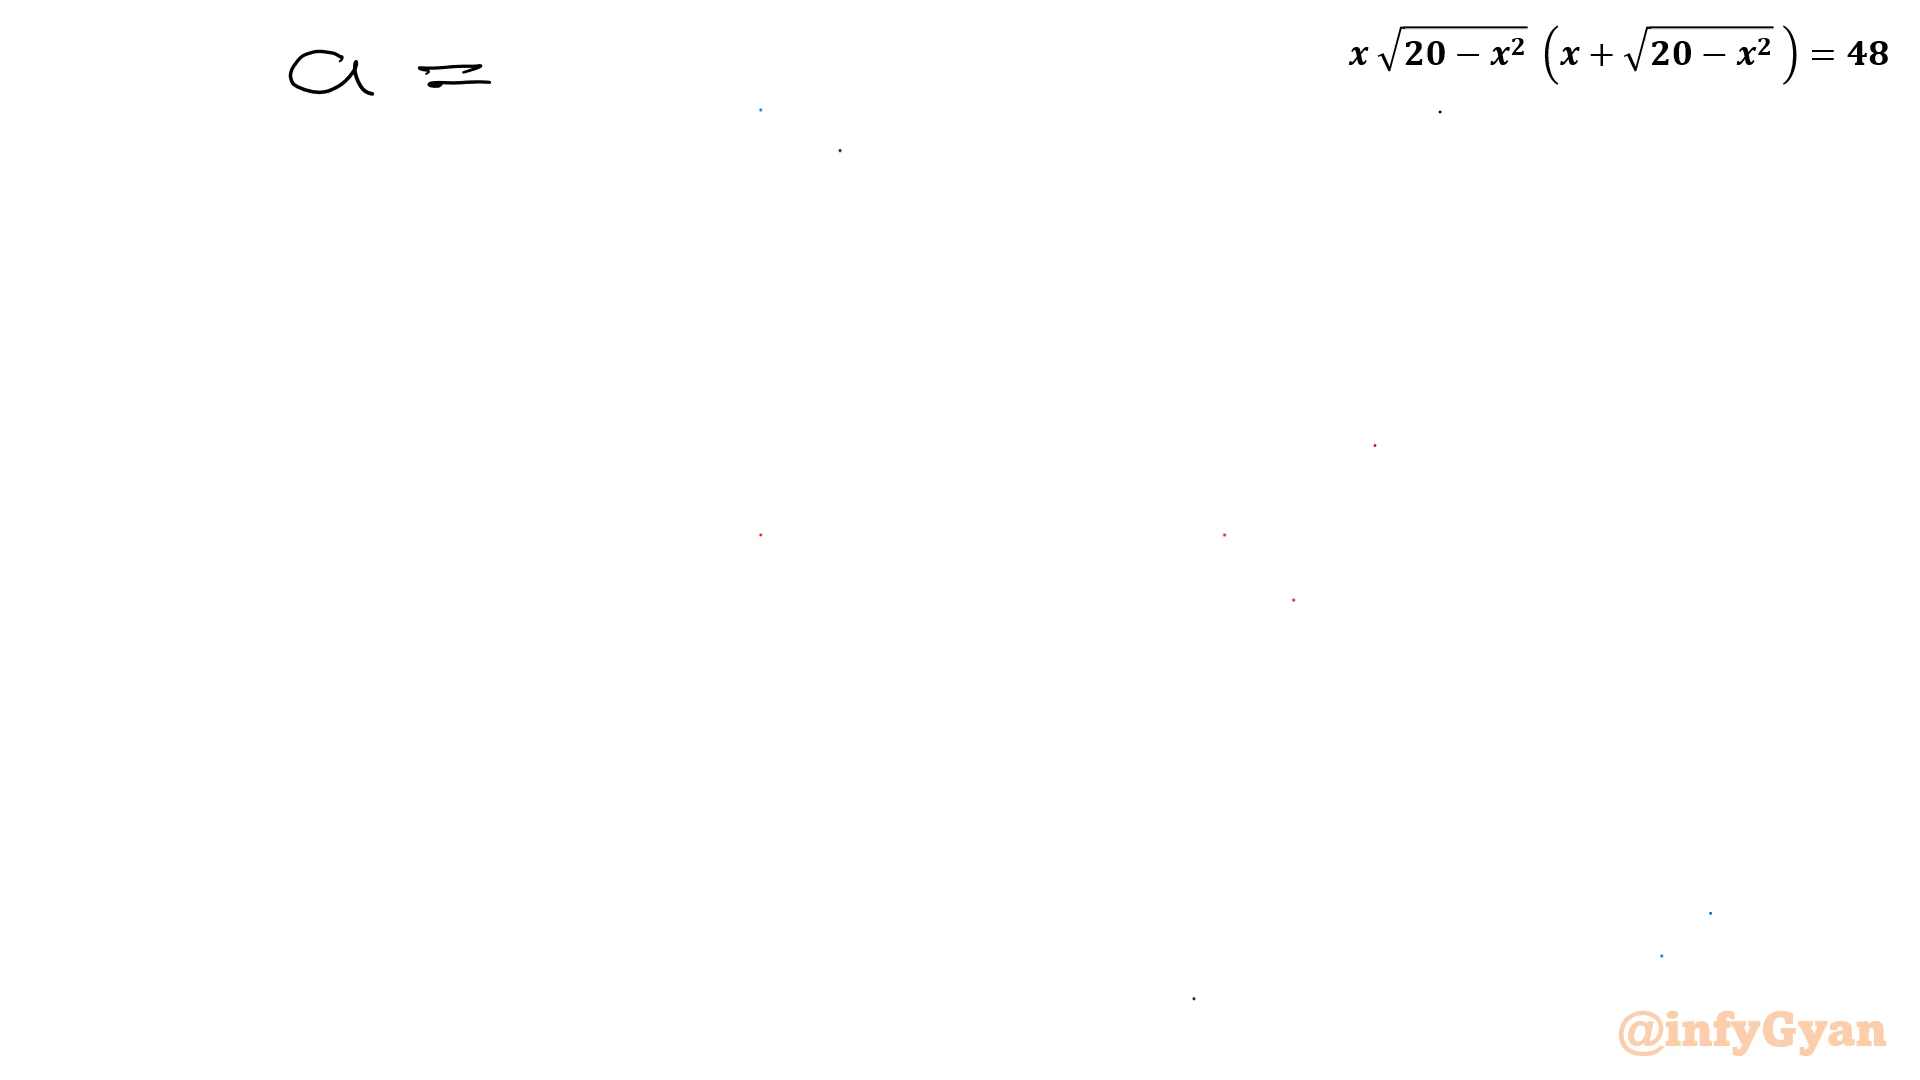 a =
x √(20 − x²) (x + √(20 − x²)) = 48
@infyGyan